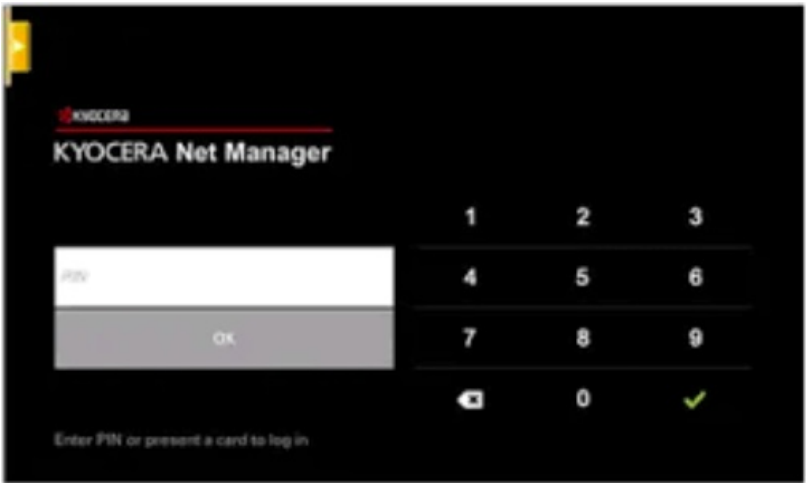 KYOCERA
KYOCERA Net Manager
1 2 3
PIN
4 5 6
OK
7 8 9
0
Enter PIN or present a card to log in